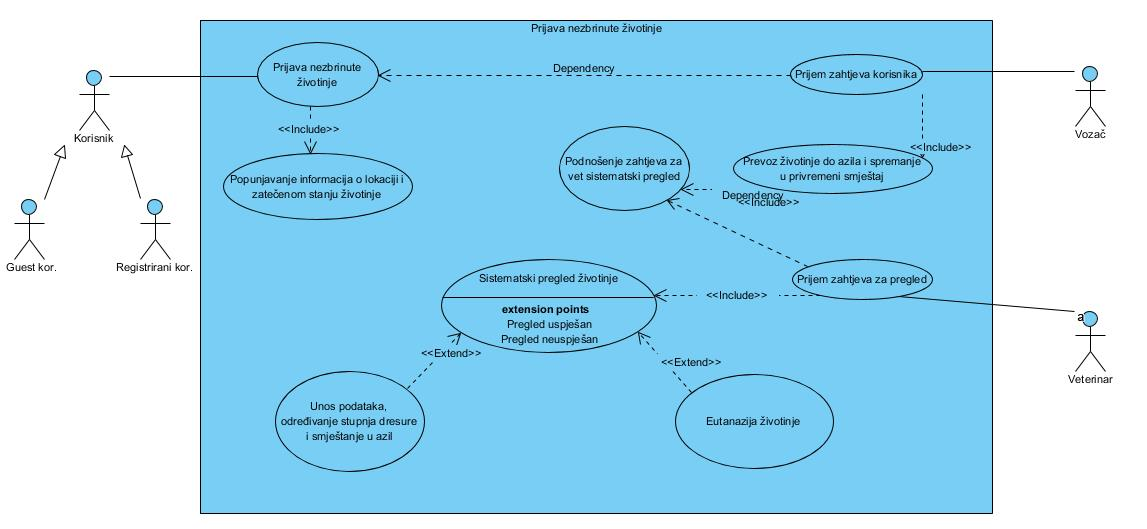 Prijava nezbrinute životinje
Prijava nezbrinute
životinje
Dependency
Prijem zahtjeva korisnika
Korisnik
Vozač
<<Include>>
<<Include>>
Popunjavanje informacija o lokaciji i
zatečenom stanju životinje
Podnošenje zahtjeva za
vet sistematski pregled
Prevoz životinje do azila i spremanje
u privremeni smještaj
Dependency
<<Include>>
Guest kor.
Registrirani kor.
Sistematski pregled životinje
extension points
Pregled uspješan
Pregled neuspješan
<<Include>>
Prijem zahtjeva za pregled
a
Veterinar
<<Extend>>
<<Extend>>
Unos podataka,
određivanje stupnja dresure
i smještanje u azil
Eutanazija životinje